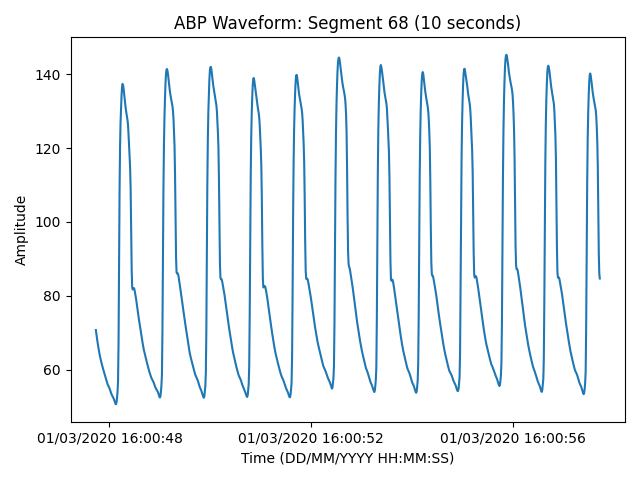 ABP Waveform: Segment 68 (10 seconds)
140
120
100
80
60
Amplitude
01/03/2020 16:00:48
01/03/2020 16:00:52
01/03/2020 16:00:56
Time (DD/MM/YYYY HH:MM:SS)